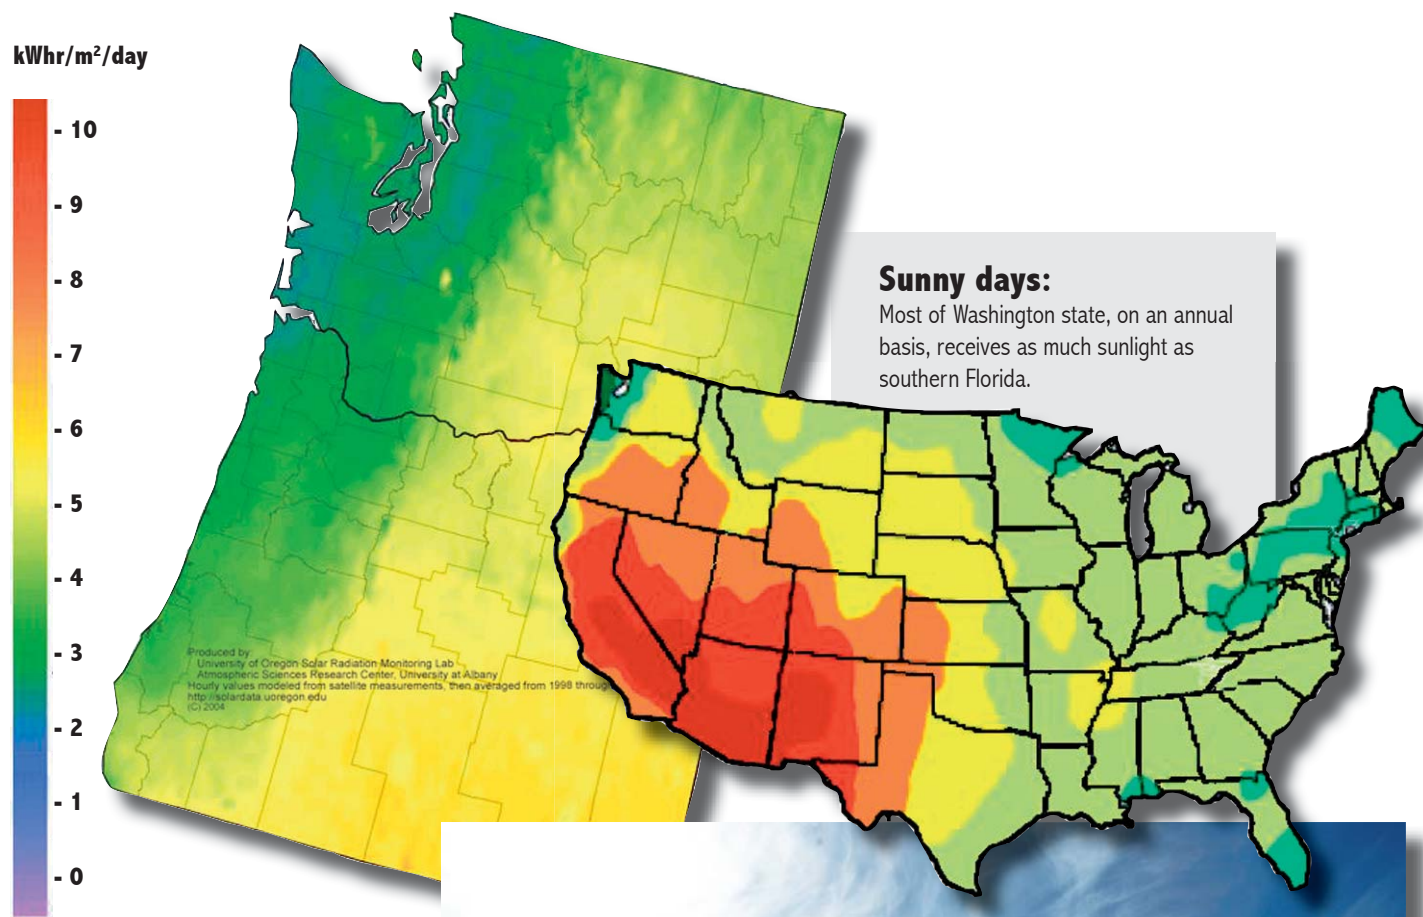 kWhr/m²/day
- 10
- 9
- 8
- 7
- 6
- 5
- 4
- 3
- 2
- 1
- 0
Sunny days:
Most of Washington state, on an annual
basis, receives as much sunlight as
southern Florida.
Produced by:
University of Oregon Solar Radiation Monitoring Lab
Atmospheric Sciences Research Center, University at Albany
Hourly values modeled from satellite measurements, then averaged from 1998 throug
http://solardata.uoregon.edu
(C) 2004